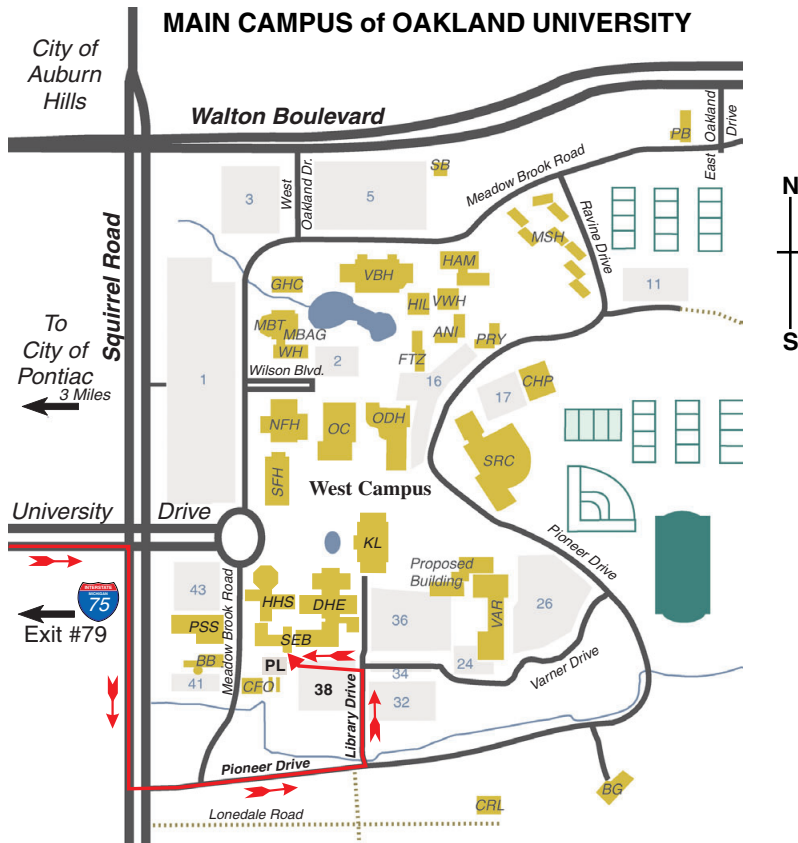 MAIN CAMPUS of OAKLAND UNIVERSITY
City of
Auburn
Hills
Walton Boulevard
PB
East Oakland
Drive
SB
Meadow Brook Road
West
Oakland Dr.
3
5
N
S
Squirrel Road
MSH
Ravine Drive
HAM
VBH
GHC
11
HIL
VWH
MBT
MBAG
ANI
PRY
WH
FTZ
To
City of
Pontiac
3 Miles
2
Wilson Blvd.
1
16
17
CHP
NFH
OC
ODH
SRC
SFH
West Campus
University Drive
KL
Pioneer Drive
Proposed
Building
INTERSTATE
MICHIGAN
75
Exit #79
43
HHS
DHE
36
VAR
26
PSS
SEB
Meadow Brook Road
BB
PL
24
34
Varner Drive
41
CFO
38
32
Library Drive
Pioneer Drive
BG
CRL
Lonedale Road